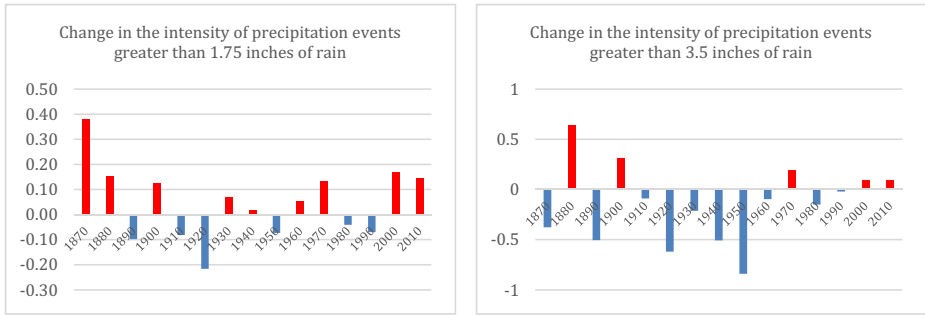 Change in the intensity of precipitation events
greater than 1.75 inches of rain
0.50
0.40
0.30
0.20
0.10
0.00
-0.10
-0.20
-0.30
1870 1880 1890 1900 1910 1920 1930 1940 1950 1960 1970 1980 1990 2000 2010
Change in the intensity of precipitation events
greater than 3.5 inches of rain
1
0.5
0
-0.5
-1
1870 1880 1890 1900 1910 1920 1930 1940 1950 1960 1970 1980 1990 2000 2010